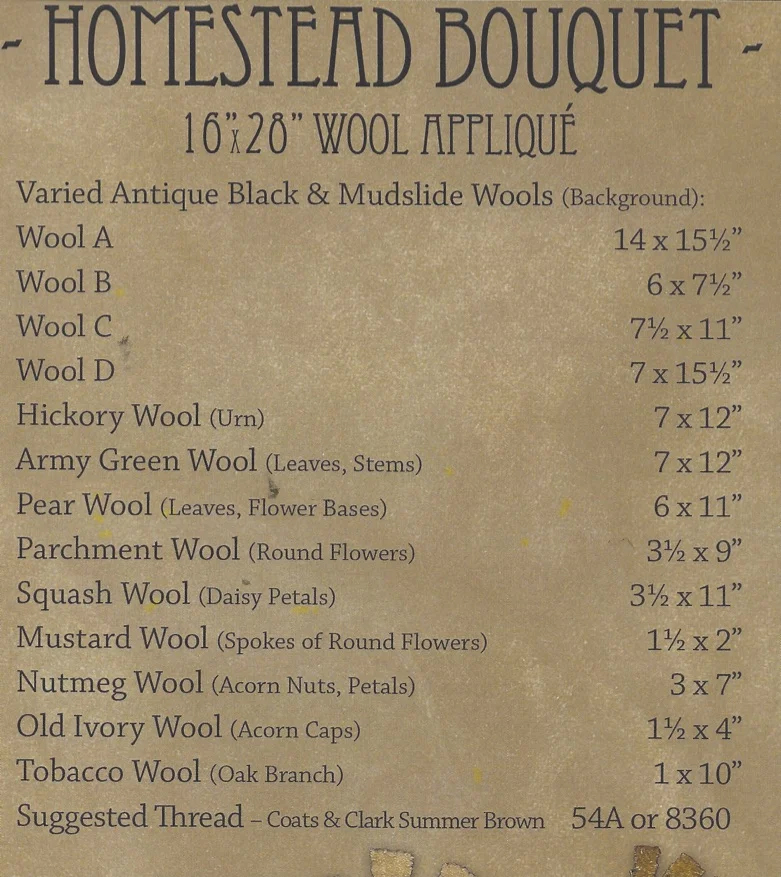 - HOMESTEAD BOUQUET -
16"x28" WOOL APPLIQUÉ
Varied Antique Black & Mudslide Wools (Background):
Wool A 14 x 15½”
Wool B 6 x 7½”
Wool C 7½ x 11”
Wool D 7 x 15½”
Hickory Wool (Urn) 7 x 12”
Army Green Wool (Leaves, Stems) 7 x 12”
Pear Wool (Leaves, Flower Bases) 6 x 11”
Parchment Wool (Round Flowers) 3½ x 9”
Squash Wool (Daisy Petals) 3½ x 11”
Mustard Wool (Spokes of Round Flowers) 1½ x 2”
Nutmeg Wool (Acorn Nuts, Petals) 3 x 7”
Old Ivory Wool (Acorn Caps) 1½ x 4”
Tobacco Wool (Oak Branch) 1 x 10”
Suggested Thread – Coats & Clark Summer Brown 54A or 8360